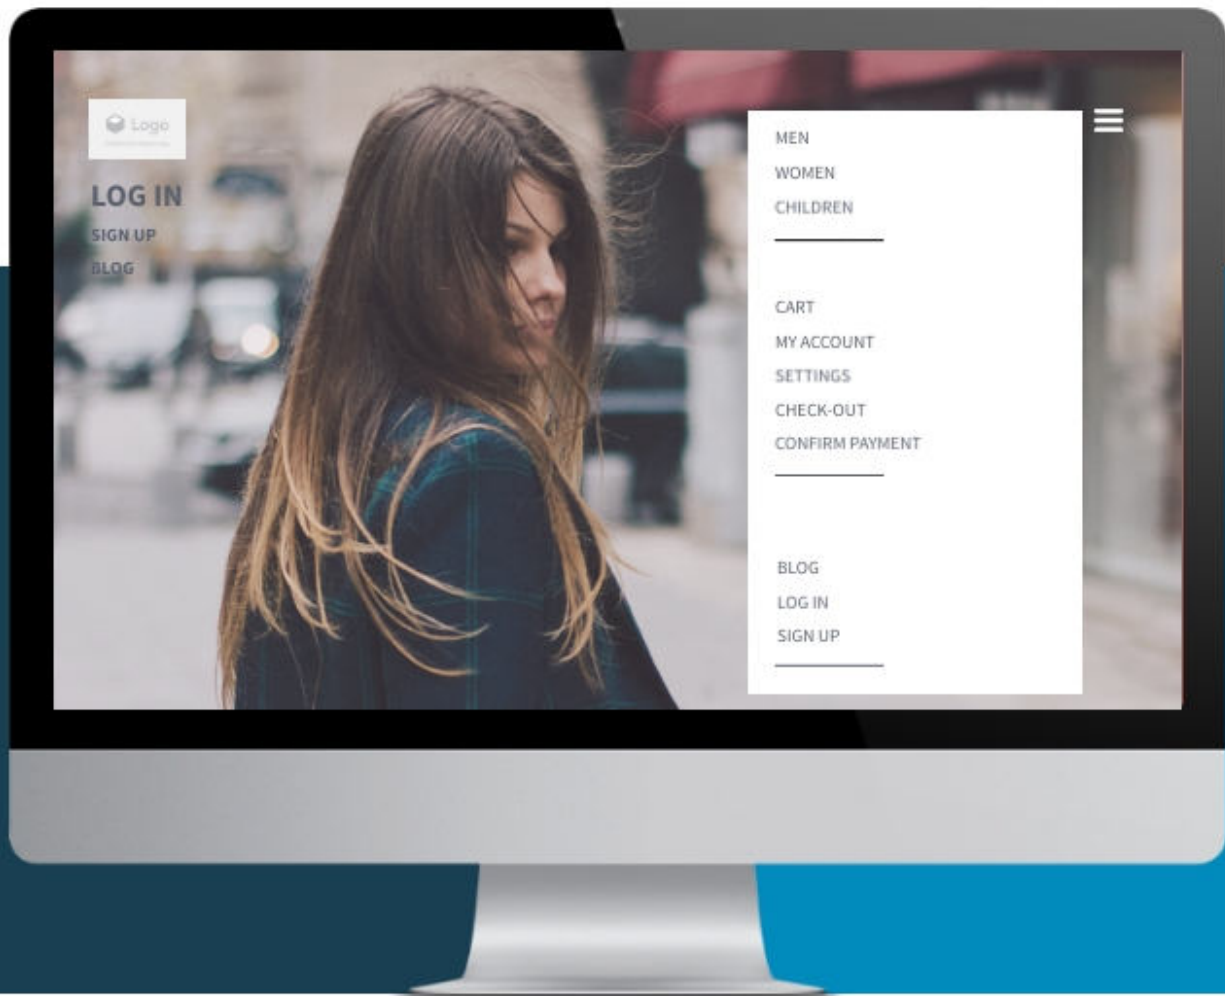 Logo
LOG IN
SIGN UP
BLOG
MEN
WOMEN
CHILDREN
CART
MY ACCOUNT
SETTINGS
CHECK-OUT
CONFIRM PAYMENT
BLOG
LOG IN
SIGN UP